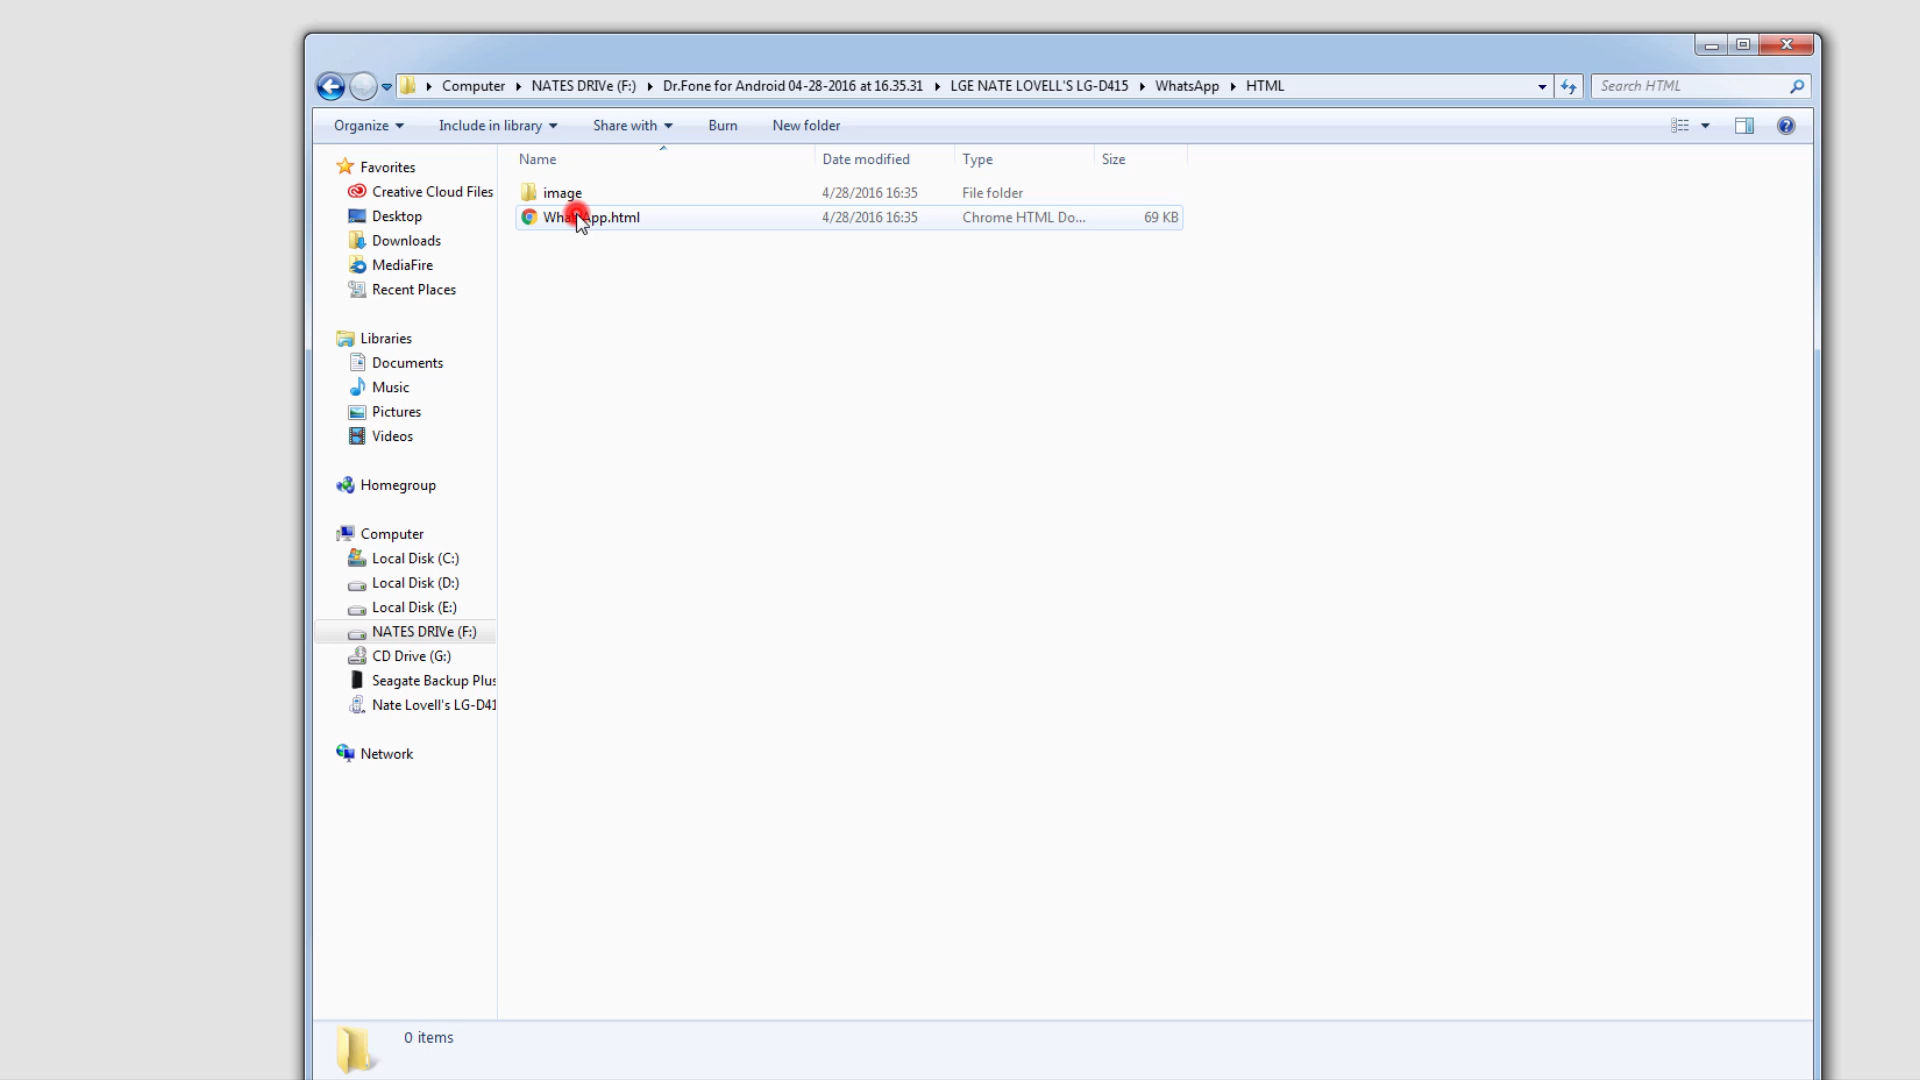 Computer NATES DRIVe (F:) Dr.Fone for Android 04-28-2016 at 16.35.31 LGE NATE LOVELL'S LG-D415 WhatsApp HTML Search HTML
Organize Include in library Share with Burn New folder
Name Date modified Type Size
image 4/28/2016 16:35 File folder
WhatsApp.html 4/28/2016 16:35 Chrome HTML Do... 69 KB
Favorites
Creative Cloud Files
Desktop
Downloads
MediaFire
Recent Places
Libraries
Documents
Music
Pictures
Videos
Homegroup
Computer
Local Disk (C:)
Local Disk (D:)
Local Disk (E:)
NATES DRIVe (F:)
CD Drive (G:)
Seagate Backup Plus
Nate Lovell's LG-D41
Network
0 items